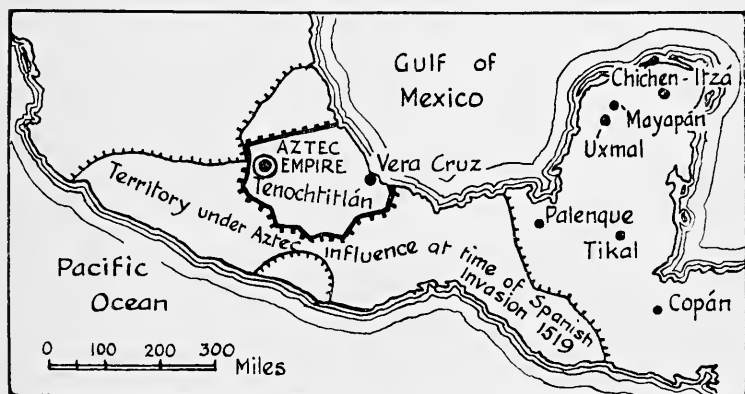 Gulf of
Mexico
Chichen-Itzá
Mayapán
Uxmal
AZTEC
EMPIRE
Tenochtitlán
Vera Cruz
Territory under Aztec influence at time of Spanish
invasion 1519
Palenque
Tikal
Copán
Pacific
Ocean
0 100 200 300 Miles